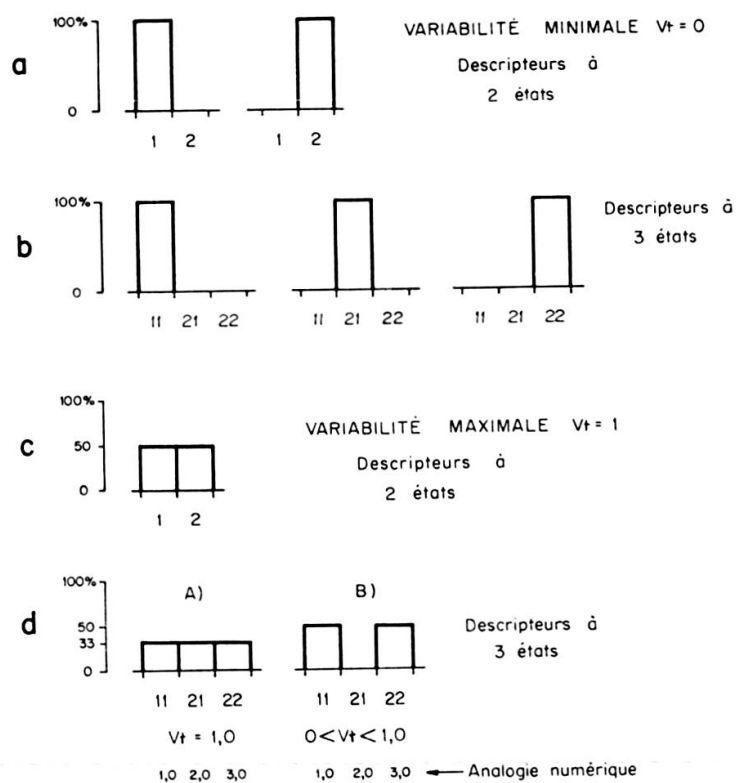 a
100%
0
1 2
1 2
VARIABILITÉ MINIMALE Vt = 0
Descripteurs à
2 états
b
100%
0
11 21 22
11 21 22
11 21 22
Descripteurs à
3 états
c
100%
50
0
1 2
VARIABILITÉ MAXIMALE Vt = 1
Descripteurs à
2 états
d
100%
50
33
0
A)
B)
11 21 22
11 21 22
Descripteurs à
3 états
Vt = 1,0
0<Vt<1,0
1,0 2,0 3,0
1,0 2,0 3,0
Analogie numérique